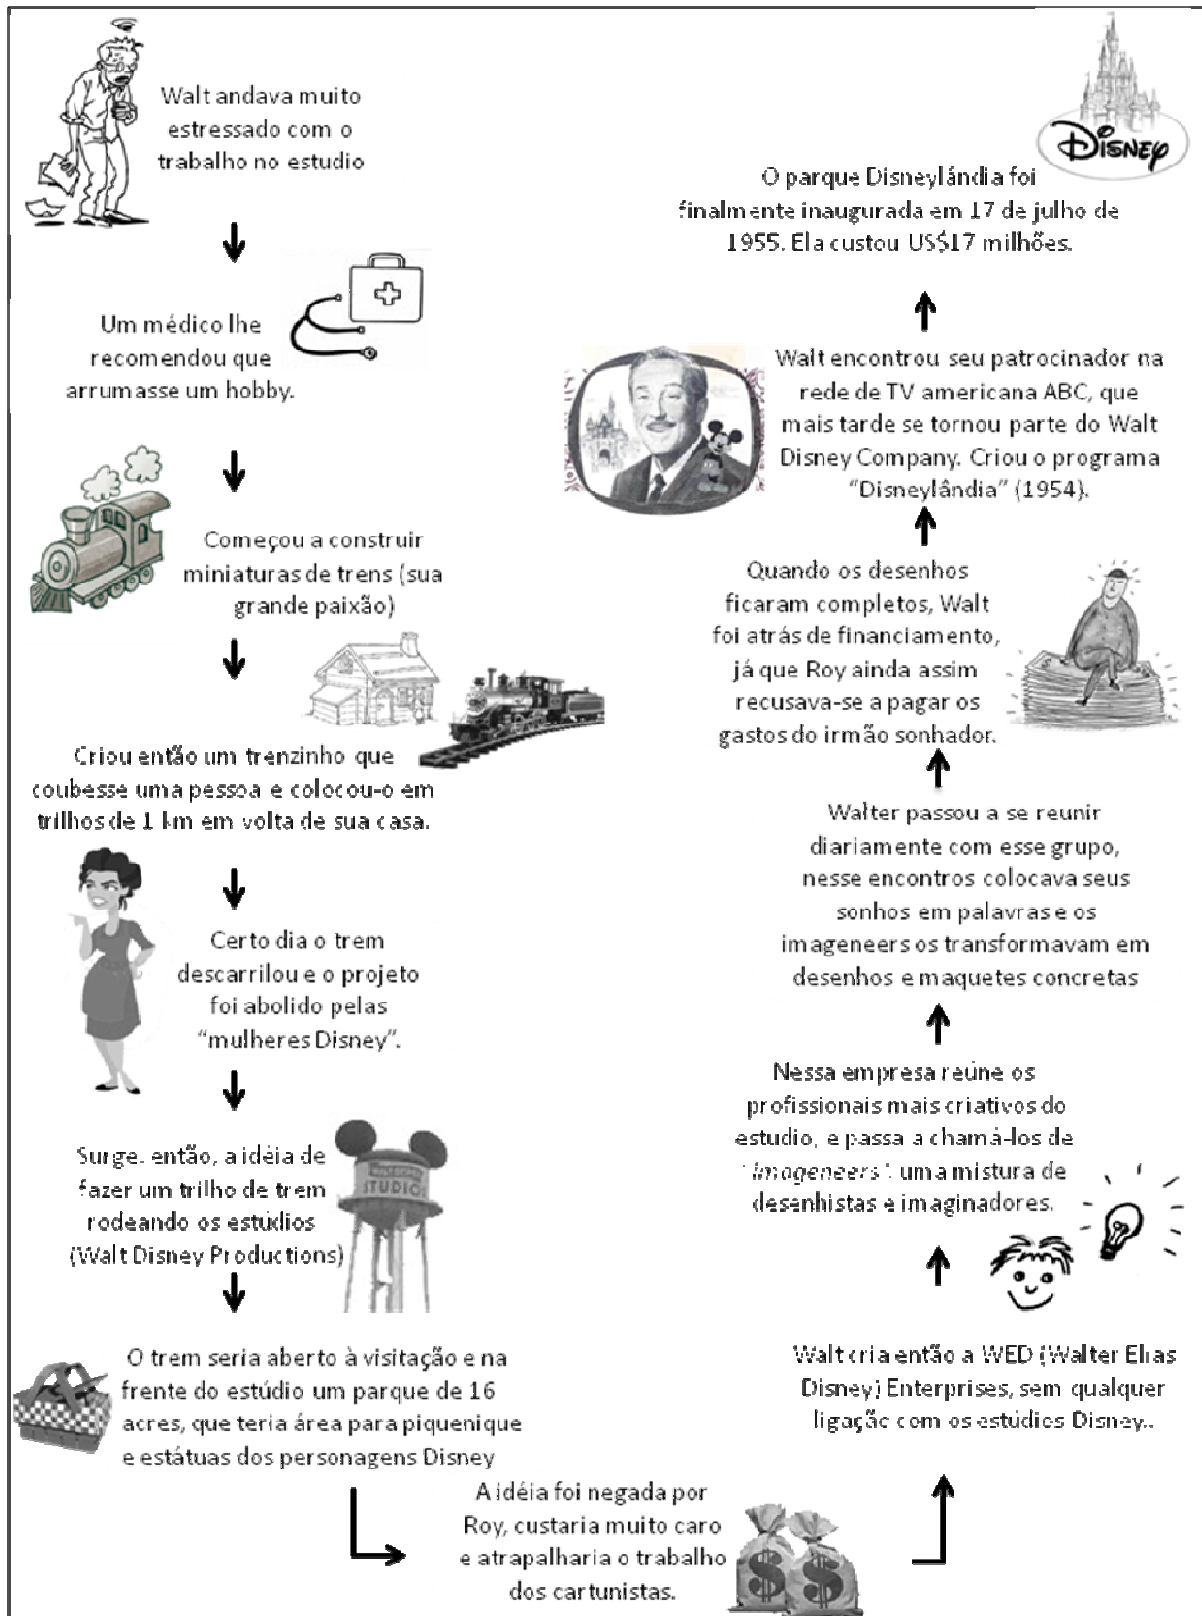 Walt andava muito
estressado com o
trabalho no estudio
Um médico lhe
recomendou que
arrumasse um hobby.
Começou a construir
miniaturas de trens (sua
grande paixão)
Criou então um trenzinho que
coubesse uma pessoa e colocou-o em
trilhos de 1 km em volta de sua casa.
Certo dia o trem
descarrilou e o projeto
foi abolido pelas
“mulheres Disney”.
Surge, então, a idéia de
fazer um trilho de trem
rodeando os estúdios
(Walt Disney Productions)
STUDIOS
O trem seria aberto à visitação e na
frente do estúdio um parque de 16
acres, que teria área para piquenique
e estátuas dos personagens Disney
A idéia foi negada por
Roy, custaria muito caro
e atrapalharia o trabalho
dos cartunistas.
$ $
Walt cria então a WED (Walter Elias
Disney) Enterprises, sem qualquer
ligação com os estúdios Disney..
Nessa empresa reúne os
profissionais mais criativos do
estudio, e passa a chamá-los de
“Imageneers”: uma mistura de
desenhistas e imaginadores.
Walter passou a se reunir
diariamente com esse grupo,
nesse encontros colocava seus
sonhos em palavras e os
imageneers os transformavam em
desenhos e maquetes concretas
Quando os desenhos
ficaram completos, Walt
foi atrás de financiamento,
já que Roy ainda assim
recusava-se a pagar os
gastos do irmão sonhador.
Walt encontrou seu patrocinador na
rede de TV americana ABC, que
mais tarde se tornou parte do Walt
Disney Company. Criou o programa
“Disneylândia” (1954).
O parque Disneylândia foi
finalmente inaugurada em 17 de julho de
1955. Ela custou US$17 milhões.
DISNEY